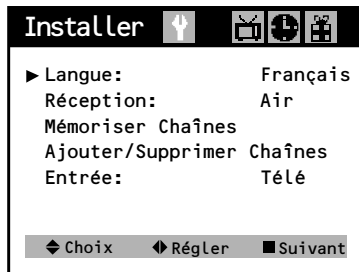 Installer
Langue: Français
Réception: Air
Mémoriser Chaînes
Ajouter/Supprimer Chaînes
Entrée: Télé
Choix Régler Suivant